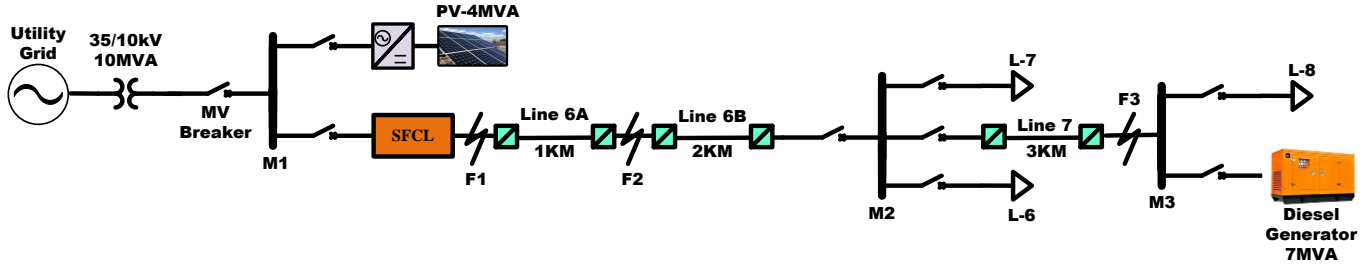 Utility
Grid
35/10kV
10MVA
MV
Breaker
M1
PV-4MVA
SFCL
F1
Line 6A
1KM
F2
Line 6B
2KM
M2
L-7
L-6
Line 7
3KM
F3
M3
L-8
Diesel
Generator
7MVA